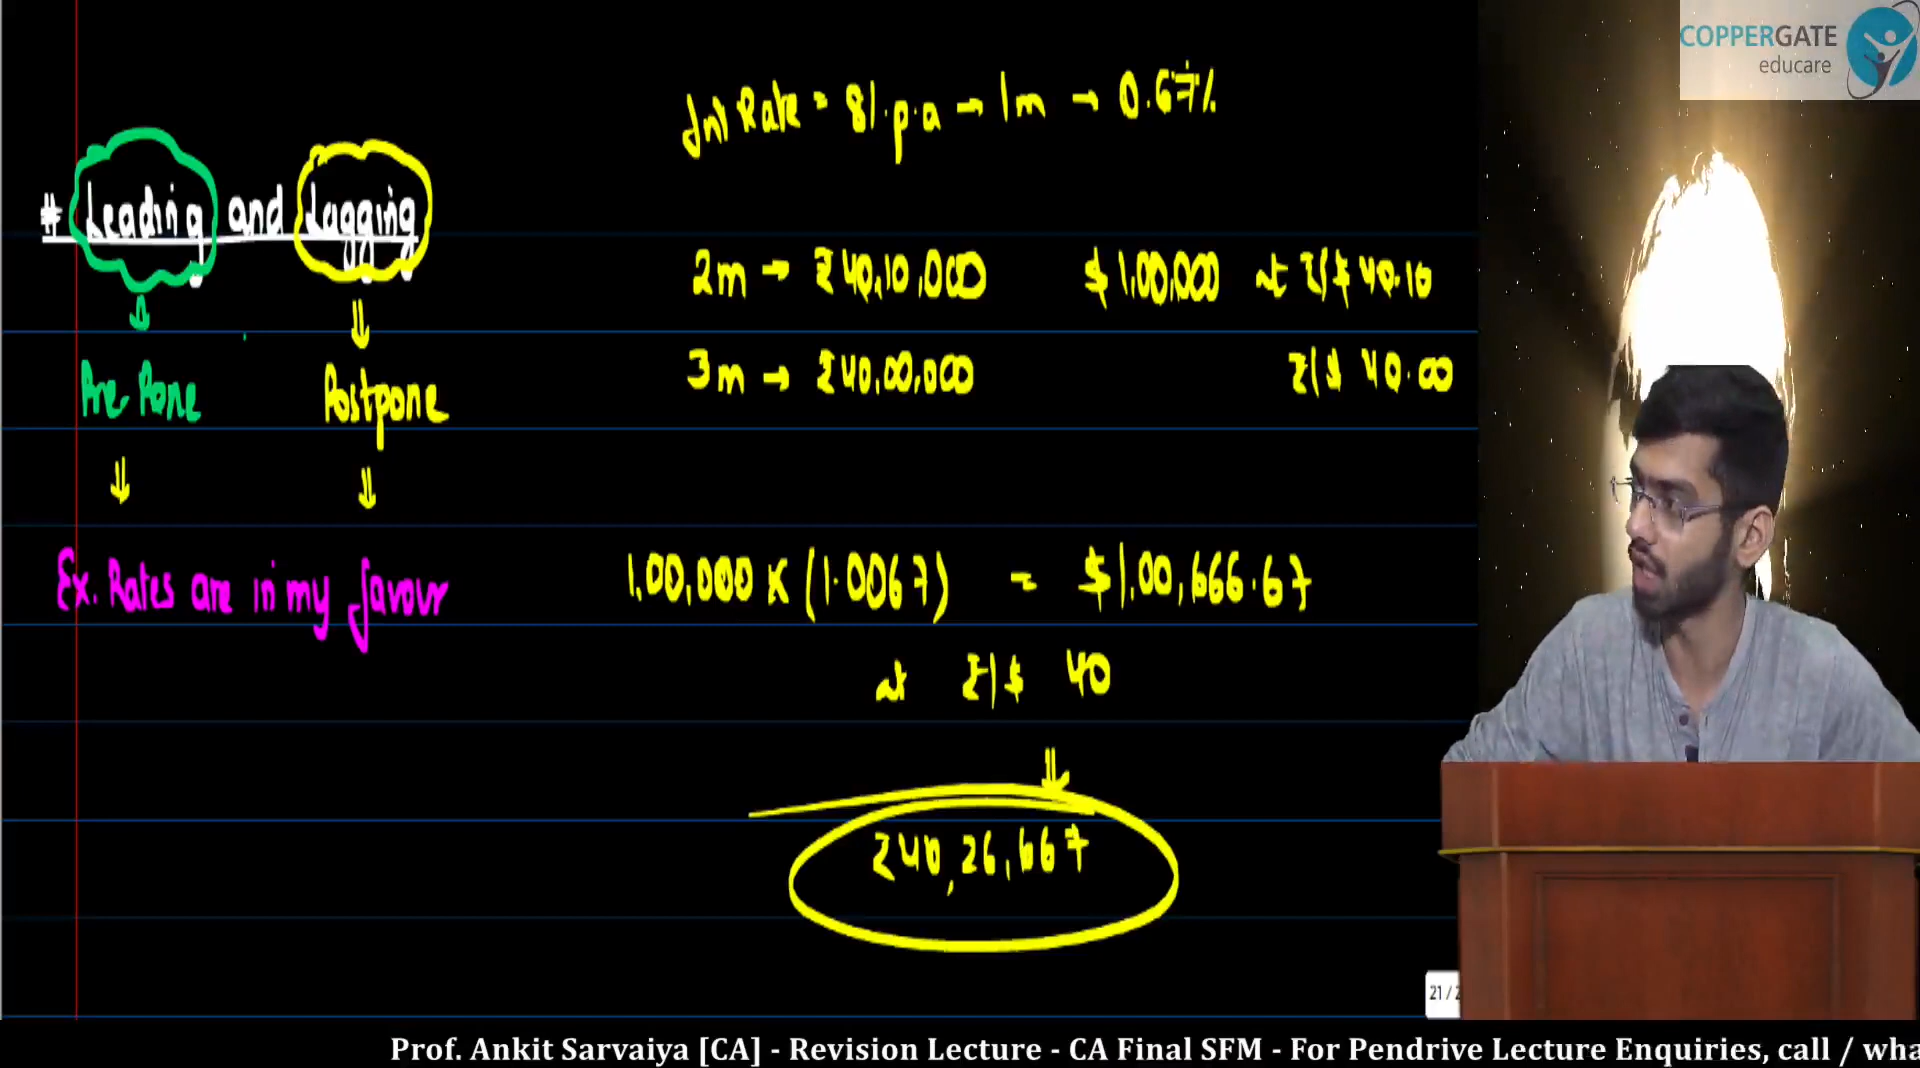 COPPERGATE
educare
Int Rate = 8% p.a → 1m → 0.67%
# Leading and Lagging
2m → ₹40,10,000 $1,00,000 at ₹/$ 40.10
3m → ₹40,00,000 ₹/$ 40.00
Pre Pone Postpone
Ex. Rates are in my favour
1,00,000 x (1.0067) = $1,00,666.67
at ₹/$ 40
₹40,26,667
21 / 2
Prof. Ankit Sarvaiya [CA] - Revision Lecture - CA Final SFM - For Pendrive Lecture Enquiries, call / wha